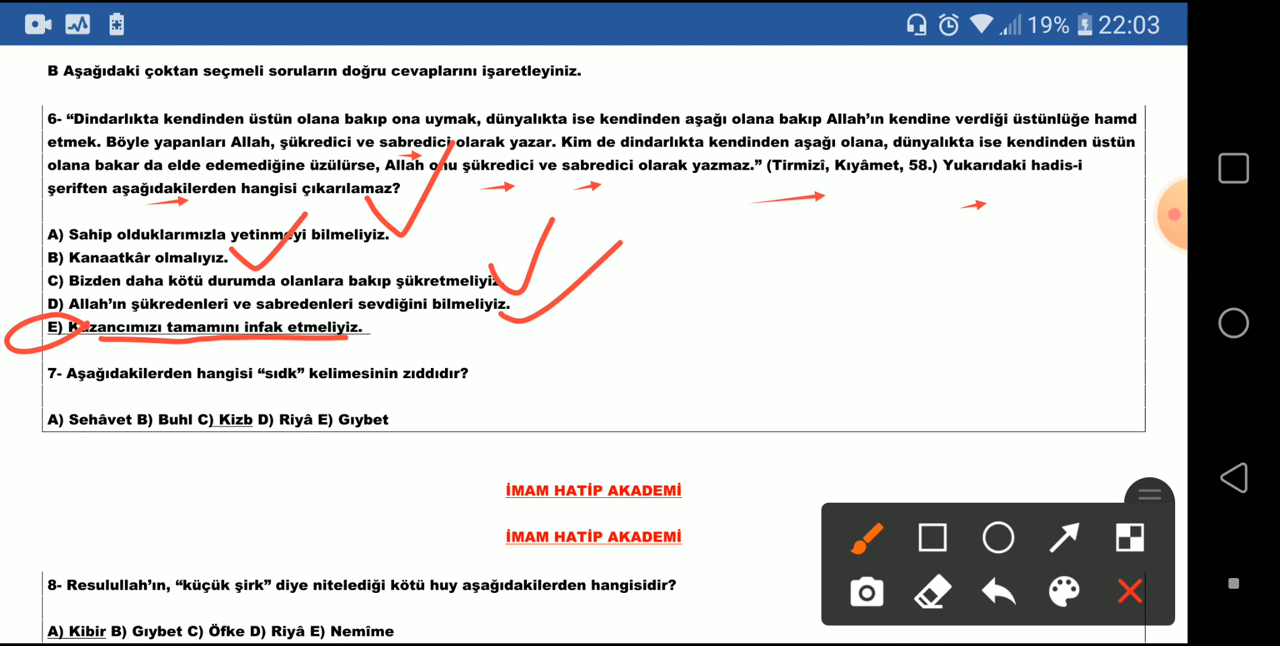 19% 22:03
B Aşağıdaki çoktan seçmeli soruların doğru cevaplarını işaretleyiniz.
6- “Dindarlıkta kendinden üstün olana bakıp ona uymak, dünyalıkta ise kendinden aşağı olana bakıp Allah’ın kendine verdiği üstünlüğe hamd
etmek. Böyle yapanları Allah, şükredici ve sabredici olarak yazar. Kim de dindarlıkta kendinden aşağı olana, dünyalıkta ise kendinden üstün
olana bakar da elde edemediğine üzülürse, Allah onu şükredici ve sabredici olarak yazmaz.” (Tirmizî, Kıyâmet, 58.) Yukarıdaki hadis-i
şeriften aşağıdakilerden hangisi çıkarılamaz?
A) Sahip olduklarımızla yetinmeyi bilmeliyiz.
B) Kanaatkâr olmalıyız.
C) Bizden daha kötü durumda olanlara bakıp şükretmeliyiz.
D) Allah’ın şükredenleri ve sabredenleri sevdiğini bilmeliyiz.
E) Kazancımızı tamamını infak etmeliyiz.
7- Aşağıdakilerden hangisi “sıdk” kelimesinin zıddıdır?
A) Sehâvet B) Buhl C) Kizb D) Riyâ E) Gıybet
İMAM HATİP AKADEMİ
İMAM HATİP AKADEMİ
8- Resulullah’ın, “küçük şirk” diye nitelediği kötü huy aşağıdakilerden hangisidir?
A) Kibir B) Gıybet C) Öfke D) Riyâ E) Nemîme